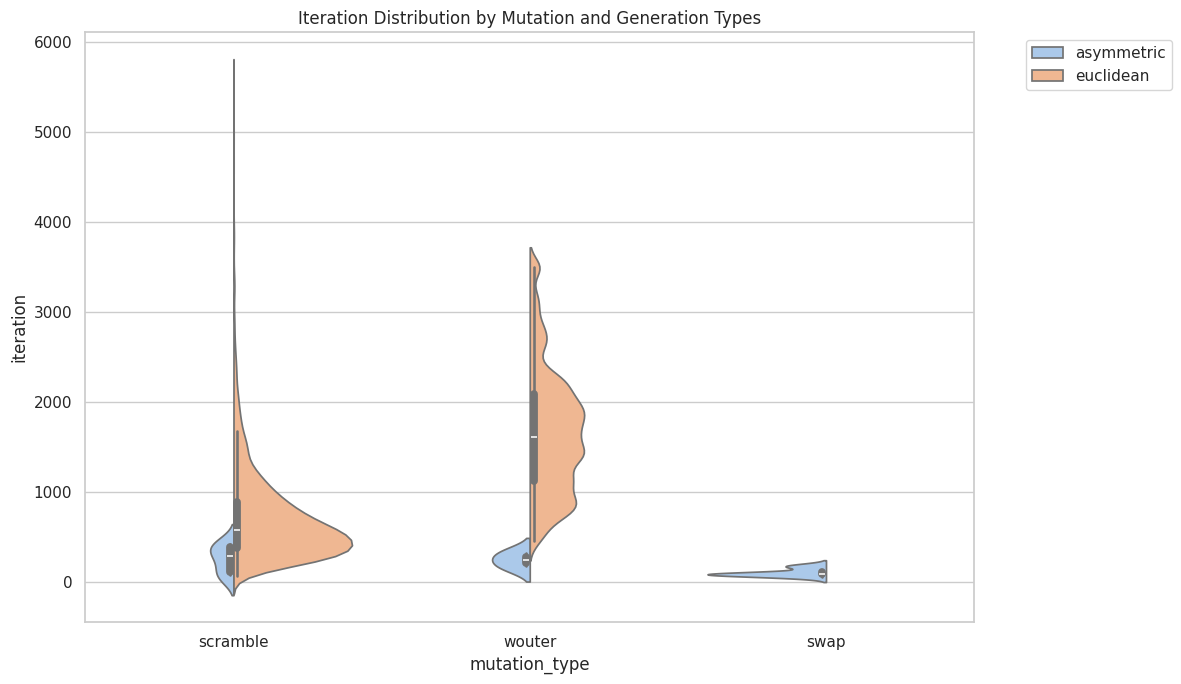 Iteration Distribution by Mutation and Generation Types
asymmetric
euclidean
iteration
6000
5000
4000
3000
2000
1000
0
scramble wouter swap
mutation_type